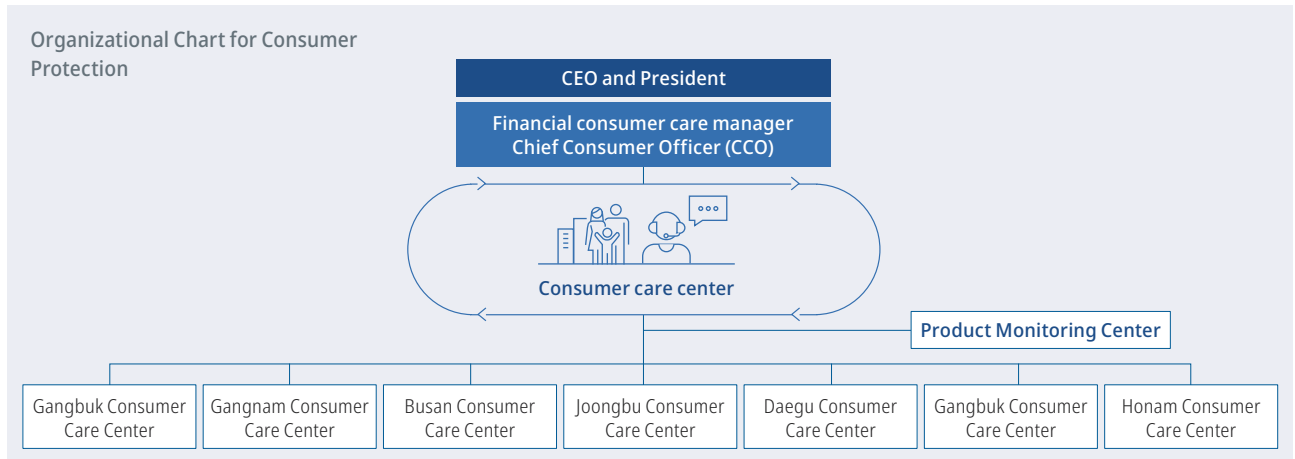 Organizational Chart for Consumer
Protection
CEO and President
Financial consumer care manager
Chief Consumer Officer (CCO)
Consumer care center
Product Monitoring Center
Gangbuk Consumer
Care Center
Gangnam Consumer
Care Center
Busan Consumer
Care Center
Joongbu Consumer
Care Center
Daegu Consumer
Care Center
Gangbuk Consumer
Care Center
Honam Consumer
Care Center